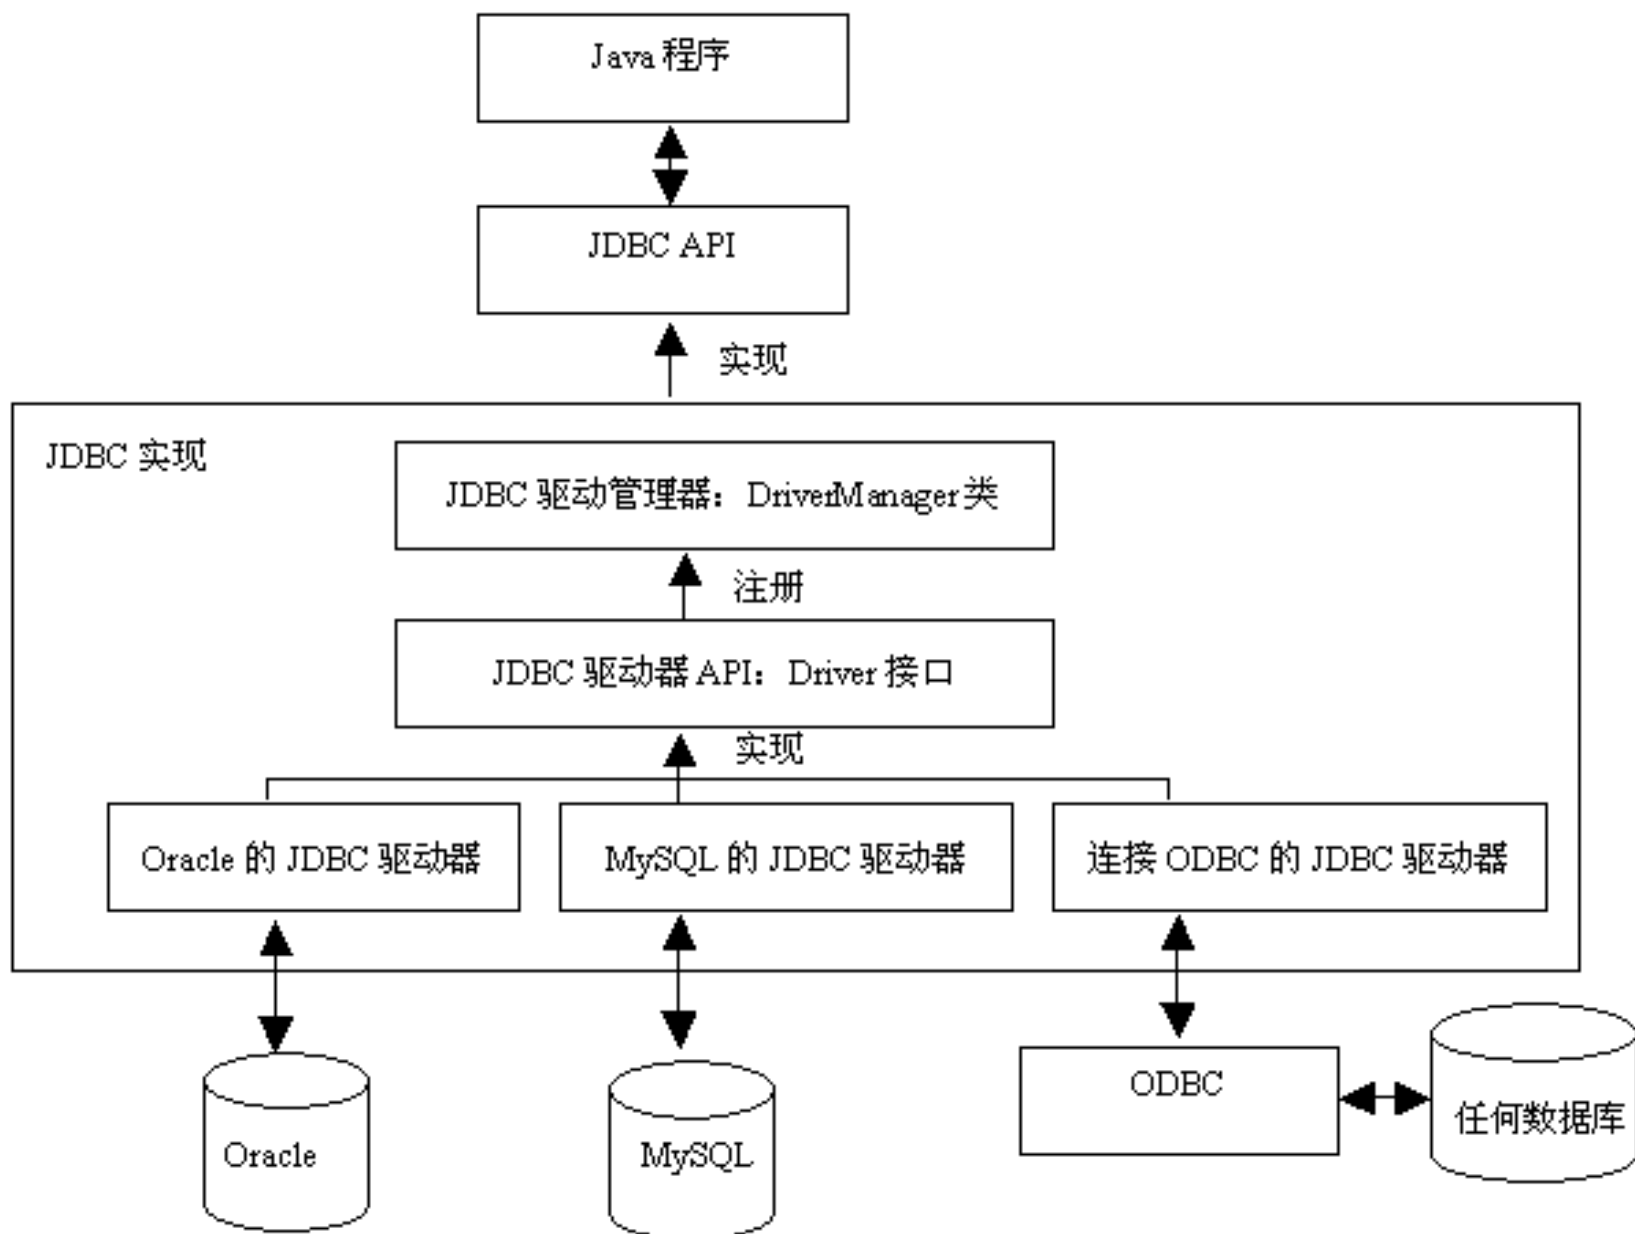 Java 程序
JDBC API
实现
JDBC 实现
JDBC 驱动管理器：DriverManager 类
注册
JDBC 驱动器 API：Driver 接口
实现
Oracle 的 JDBC 驱动器
MySQL 的 JDBC 驱动器
连接 ODBC 的 JDBC 驱动器
ODBC
任何数据库
Oracle
MySQL